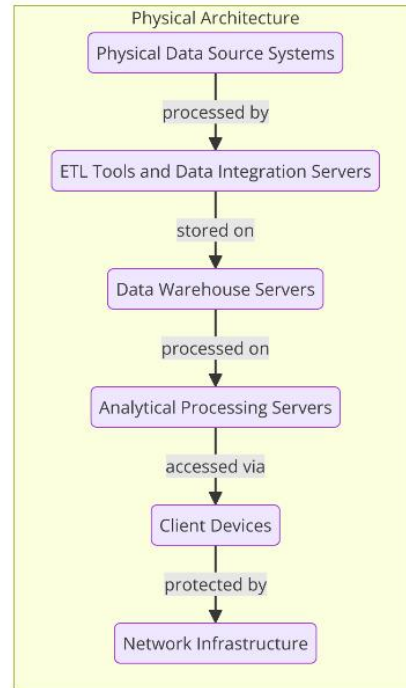 Physical Architecture
Physical Data Source Systems
processed by
ETL Tools and Data Integration Servers
stored on
Data Warehouse Servers
processed on
Analytical Processing Servers
accessed via
Client Devices
protected by
Network Infrastructure